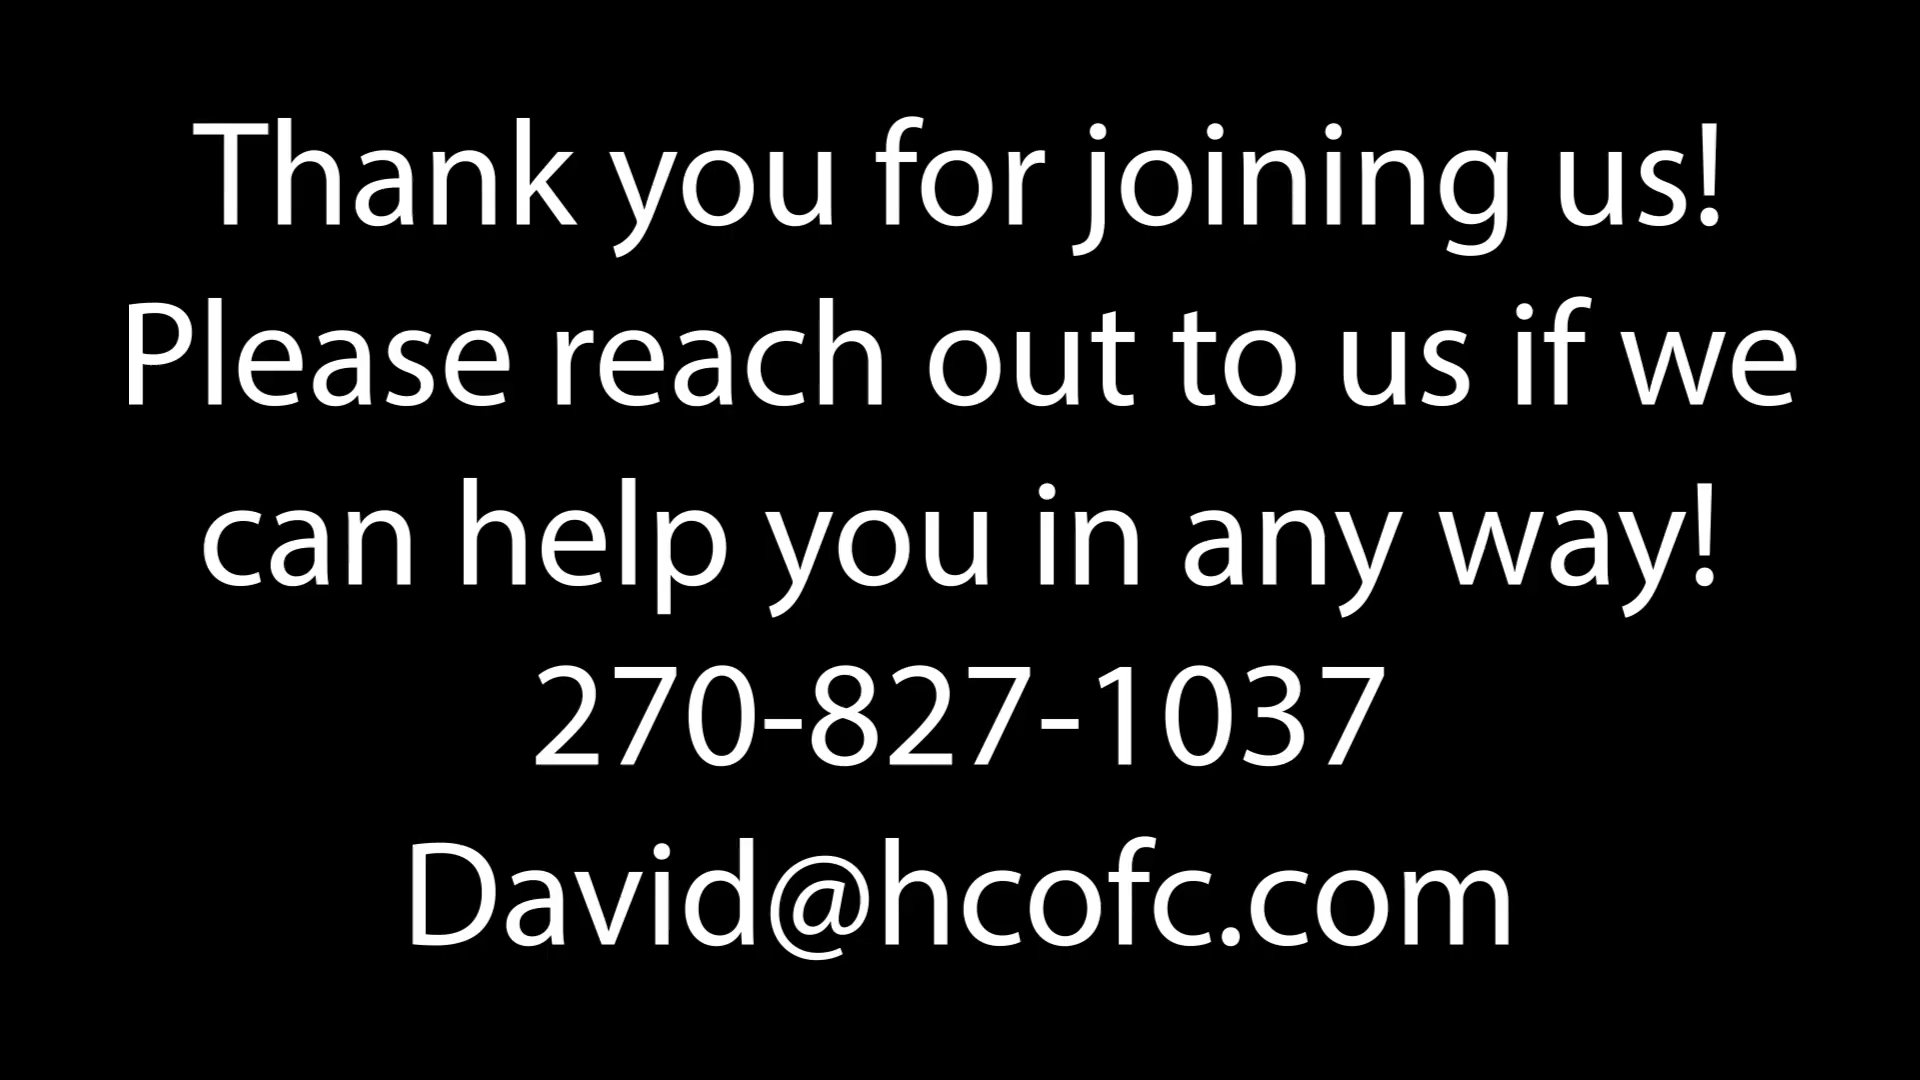 Thank you for joining us!
Please reach out to us if we
can help you in any way!
270-827-1037
David@hcofc.com